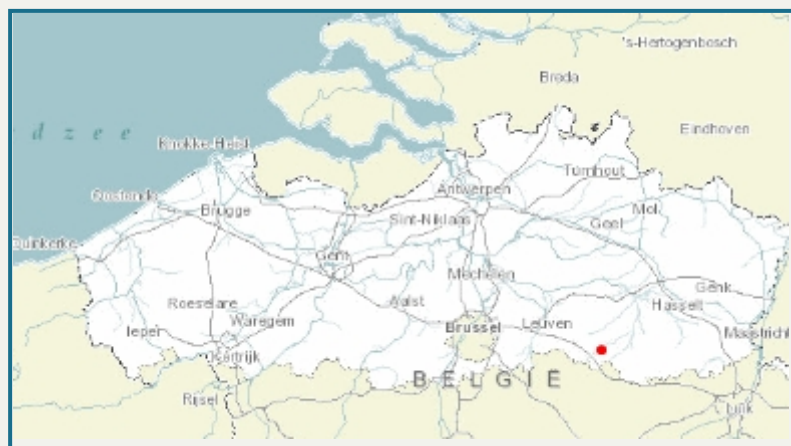 's-Hertogenbosch
Breda
Eindhoven
d z e e
Knokke-Heist
Turnhout
Antwerpen
Oostende
Mol
Brugge
Sint-Niklaas
Geel
Duinkerke
Gent
Mechelen
Genk
Roeselare
Aalst
Hasselt
Waregem
Brussel
Leuven
Ieper
Maastricht
Kortrijk
BELGIË
Rijsel
Luik